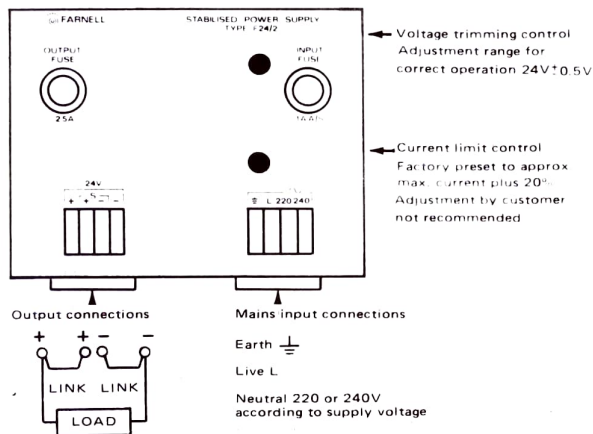 FARNELL
STABILISED POWER SUPPLY
TYPE F24/2
OUTPUT
FUSE
2.5A
INPUT
FUSE
Voltage trimming control
Adjustment range for
correct operation 24V±0.5V
Current limit control
Factory preset to approx
max. current plus 20%
Adjustment by customer
not recommended
24V
+ +S− −
L 220 240
Output connections
+ + − −
LINK LINK
LOAD
Mains input connections
Earth
Live L
Neutral 220 or 240V
according to supply voltage